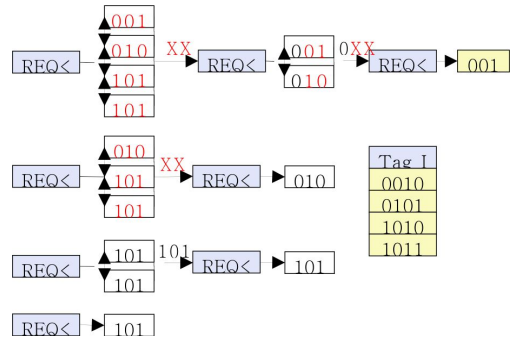 001
010 XX 001 0XX
REQ< REQ< REQ< 001
101 010
101
010
REQ< 101 XX REQ< 010
101
Tag I
0010
0101
1010
1011
101 101
REQ< REQ< 101
101
REQ< 101